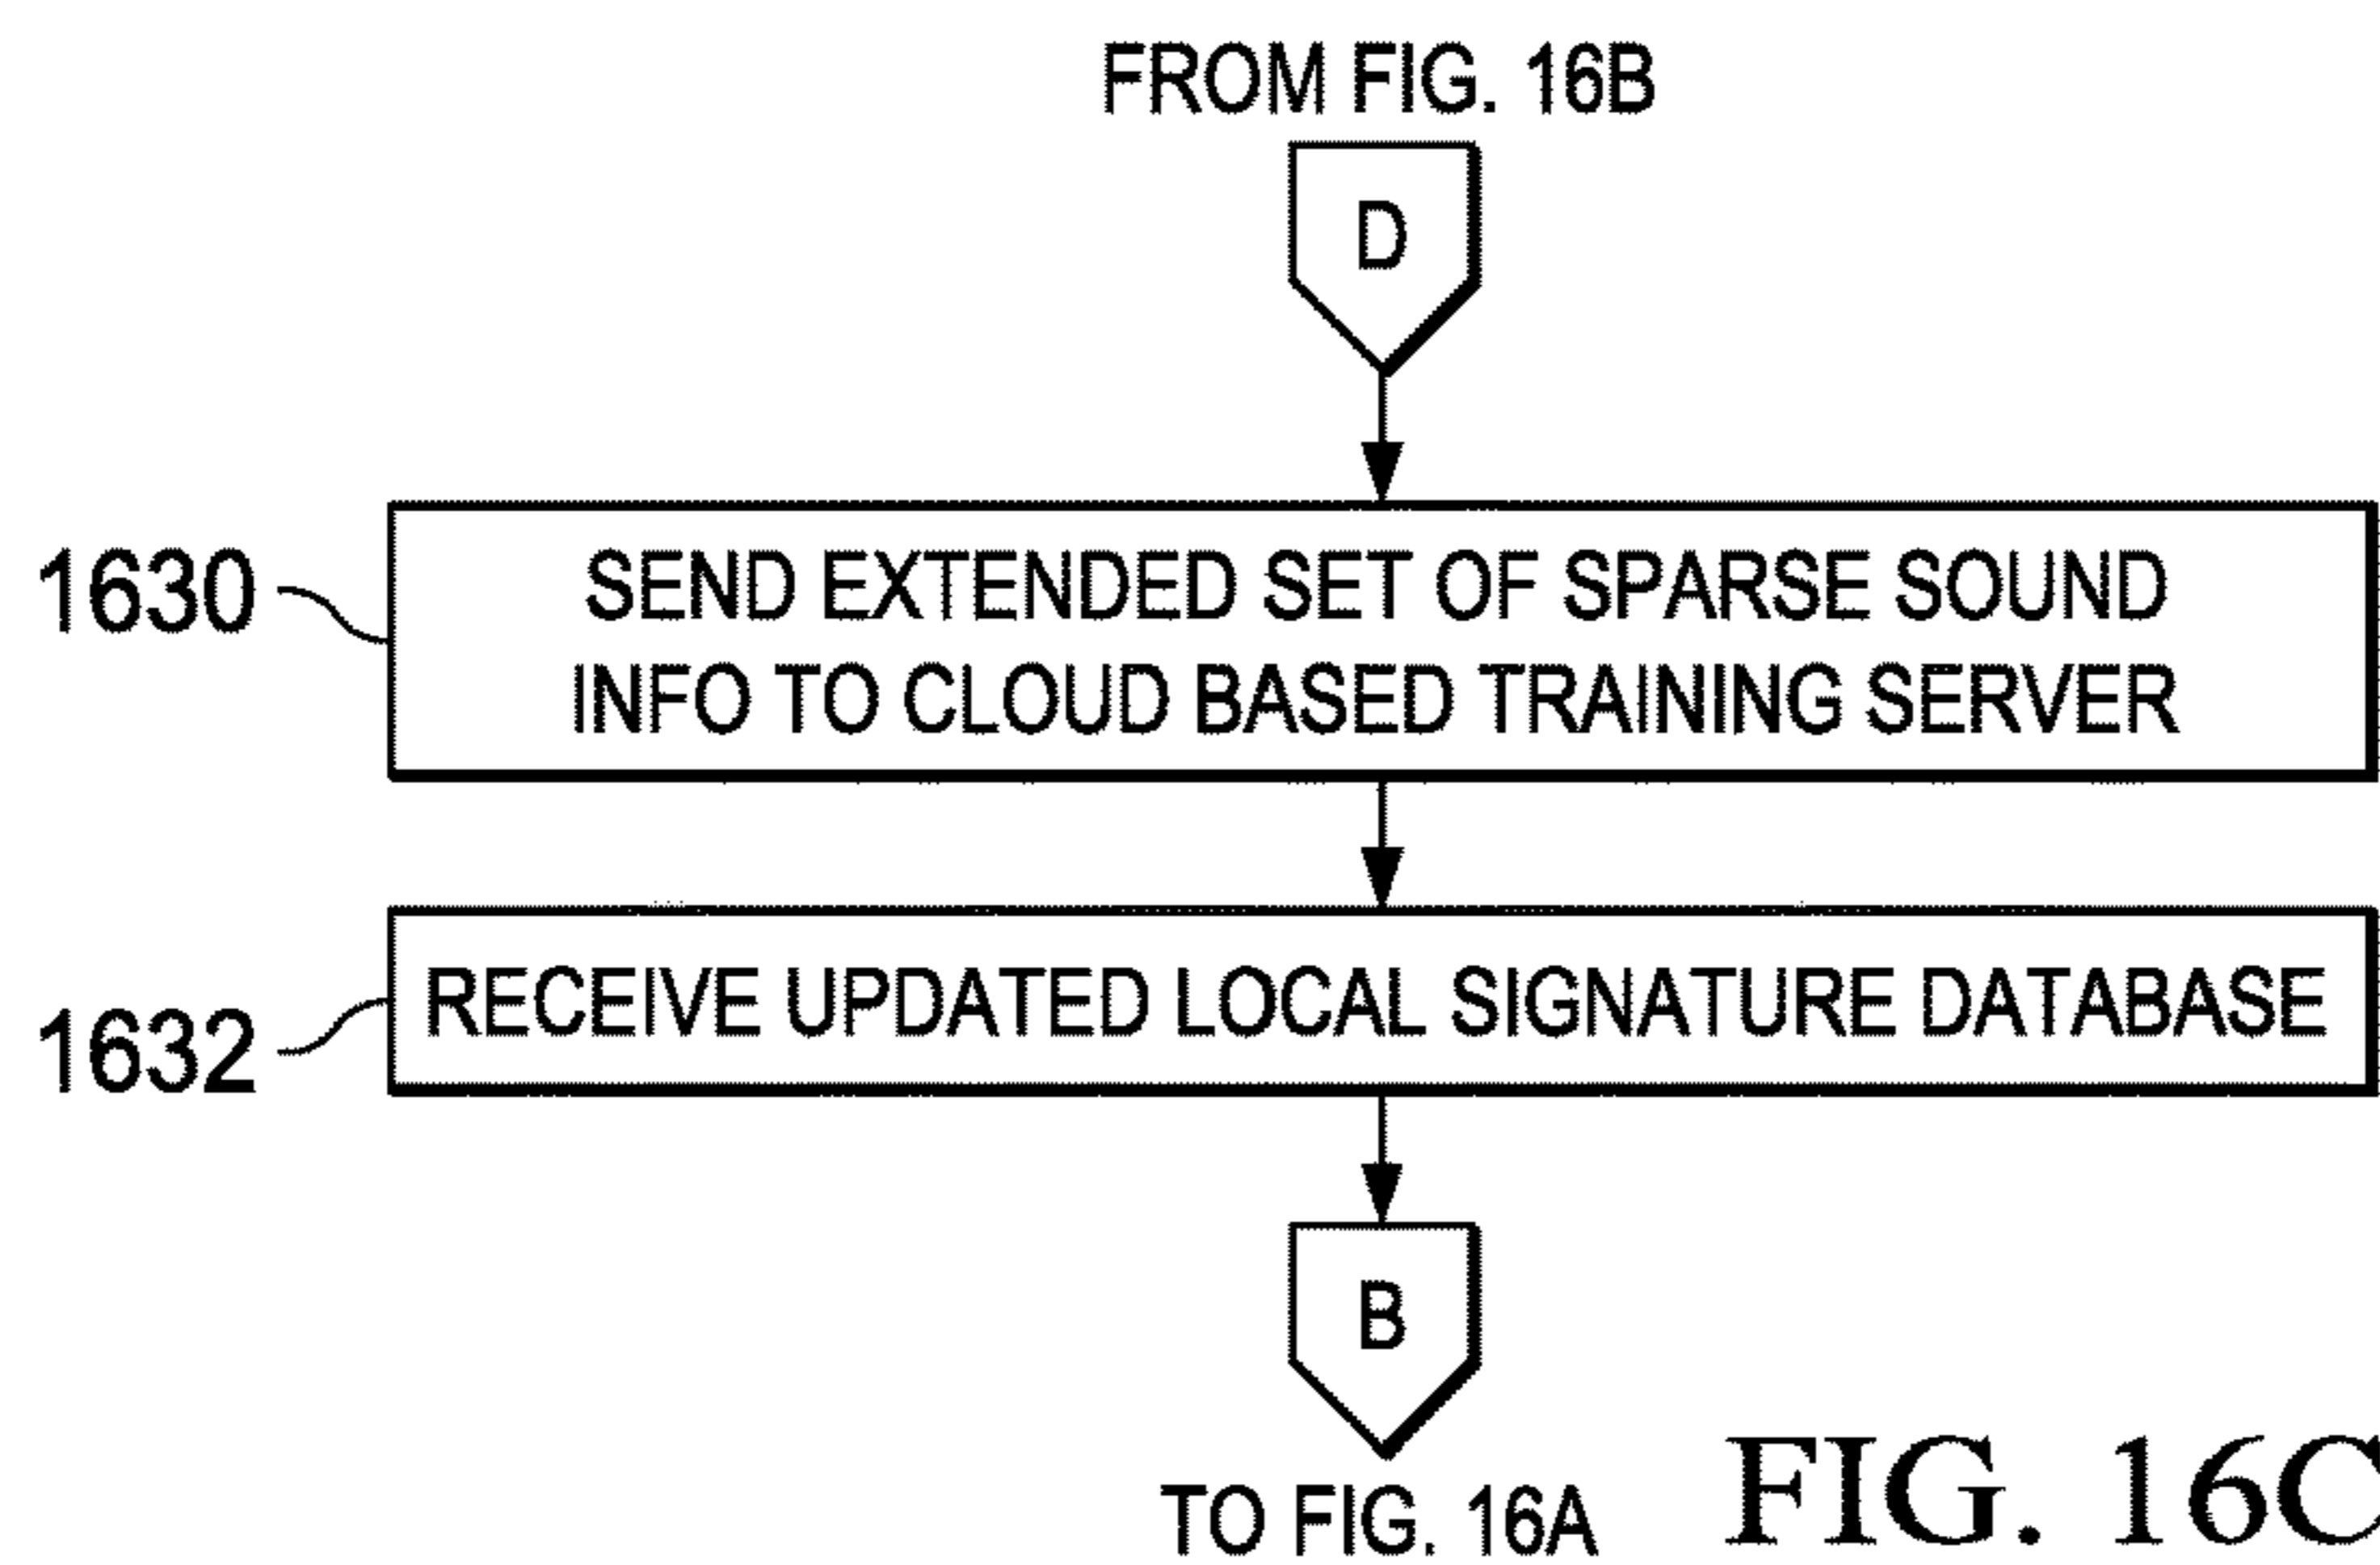 FROM FIG. 16B
D
1630
SEND EXTENDED SET OF SPARSE SOUND
INFO TO CLOUD BASED TRAINING SERVER
1632
RECEIVE UPDATED LOCAL SIGNATURE DATABASE
B
TO FIG. 16A
FIG. 16C